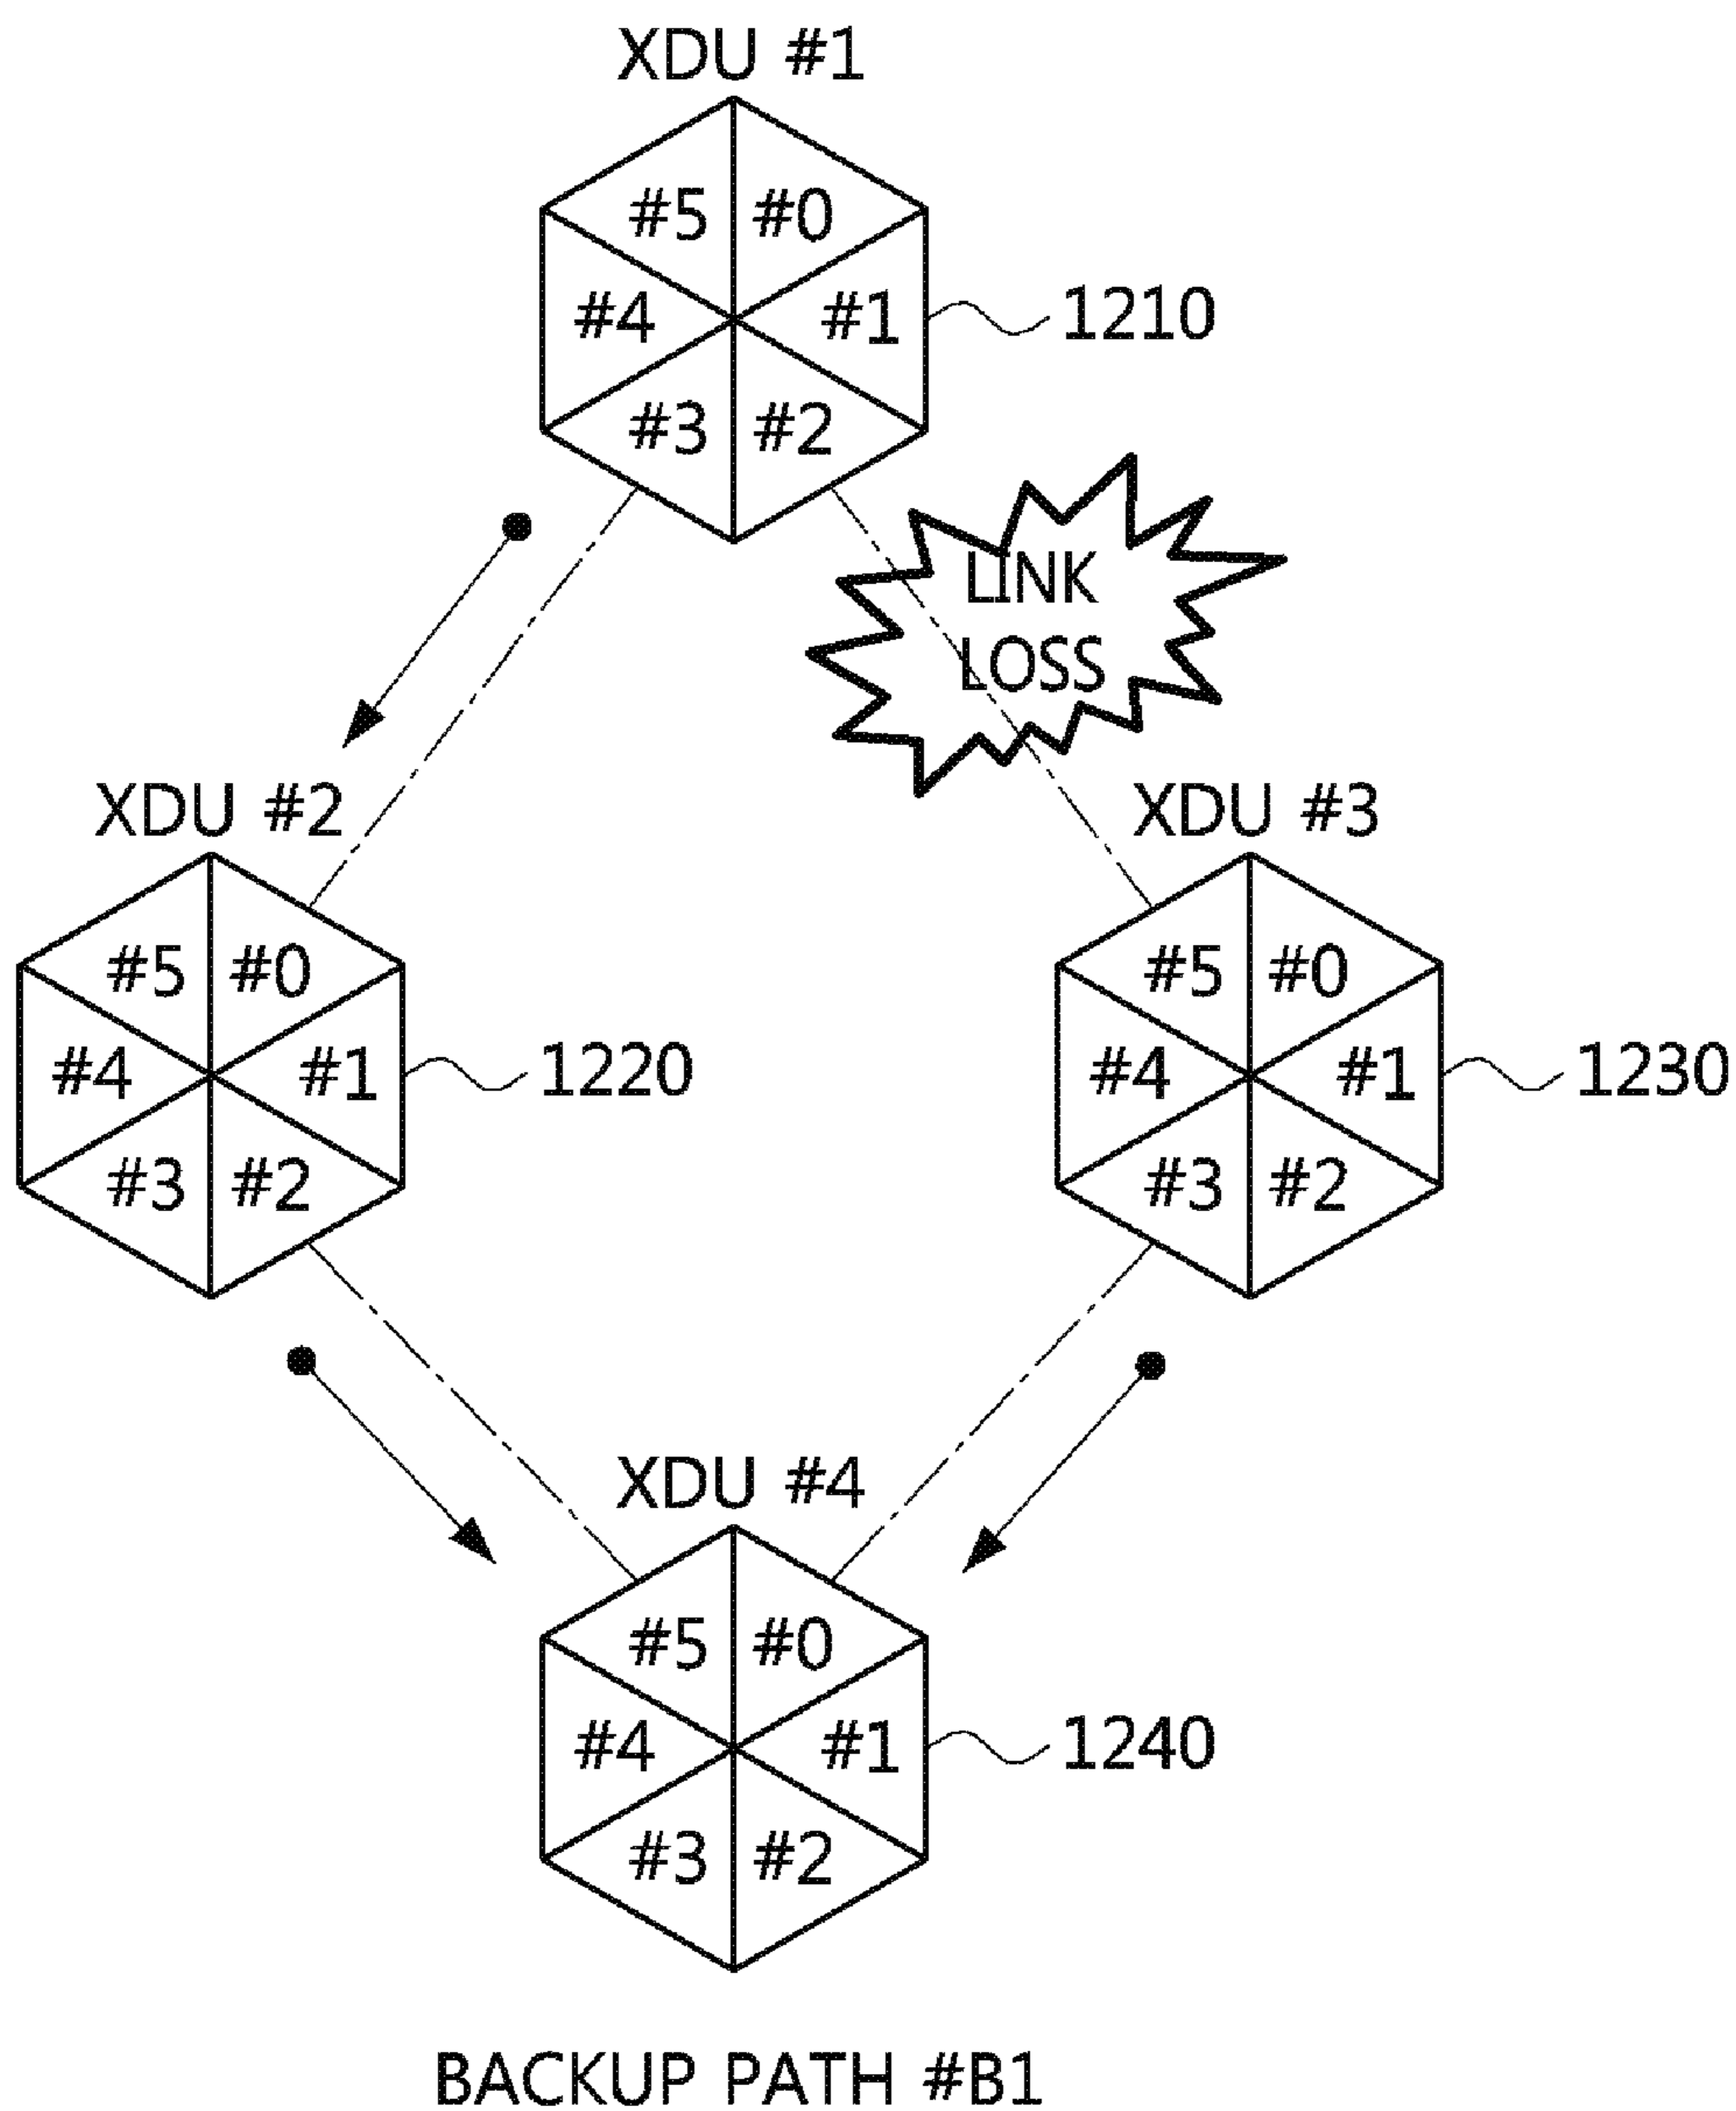 XDU #1
#5 #0
#4 #1 1210
#3 #2
LINK
LOSS
XDU #2
#5 #0
#4 #1 1220
#3 #2
XDU #3
#5 #0
#4 #1 1230
#3 #2
XDU #4
#5 #0
#4 #1 1240
#3 #2
BACKUP PATH #B1